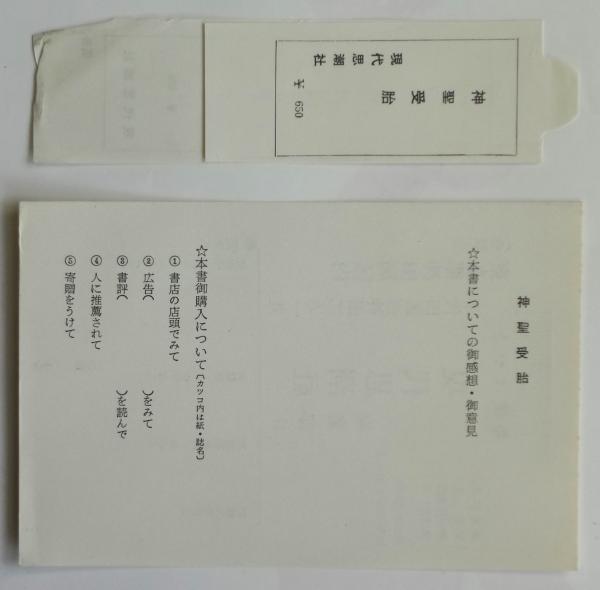 神聖受胎
現代思潮社
〒 650
神聖受胎
☆本書についての御感想・御意見
☆本書御購入について〔カッコ内は紙・誌名〕
① 書店の店頭でみて
② 広告〔　　〕をみて
③ 書評〔　　〕を読んで
④ 人に推薦されて
⑤ 寄贈をうけて